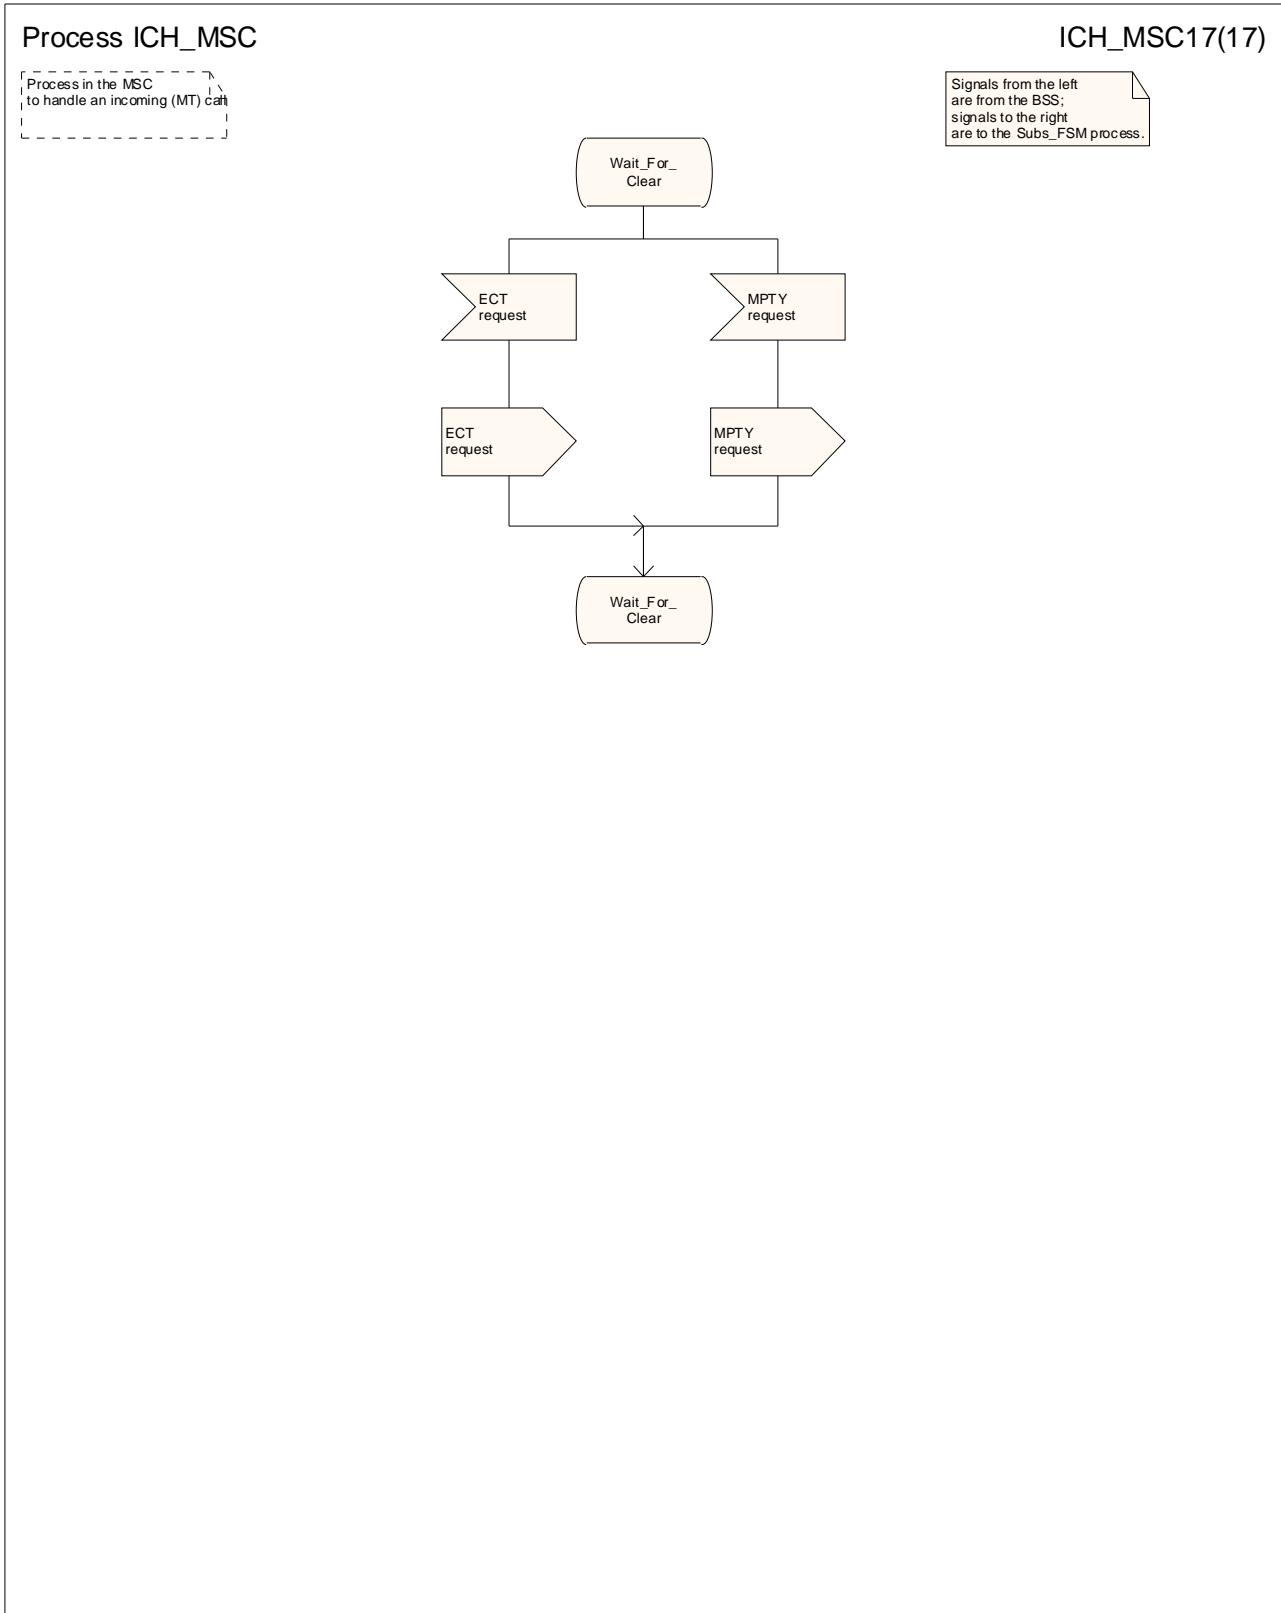 Process ICH_MSC
ICH_MSC17(17)
Process in the MSC
to handle an incoming (MT) call
Signals from the left
are from the BSS;
signals to the right
are to the Subs_FSM process.
Wait_For_
Clear
ECT
request
MPTY
request
ECT
request
MPTY
request
Wait_For_
Clear